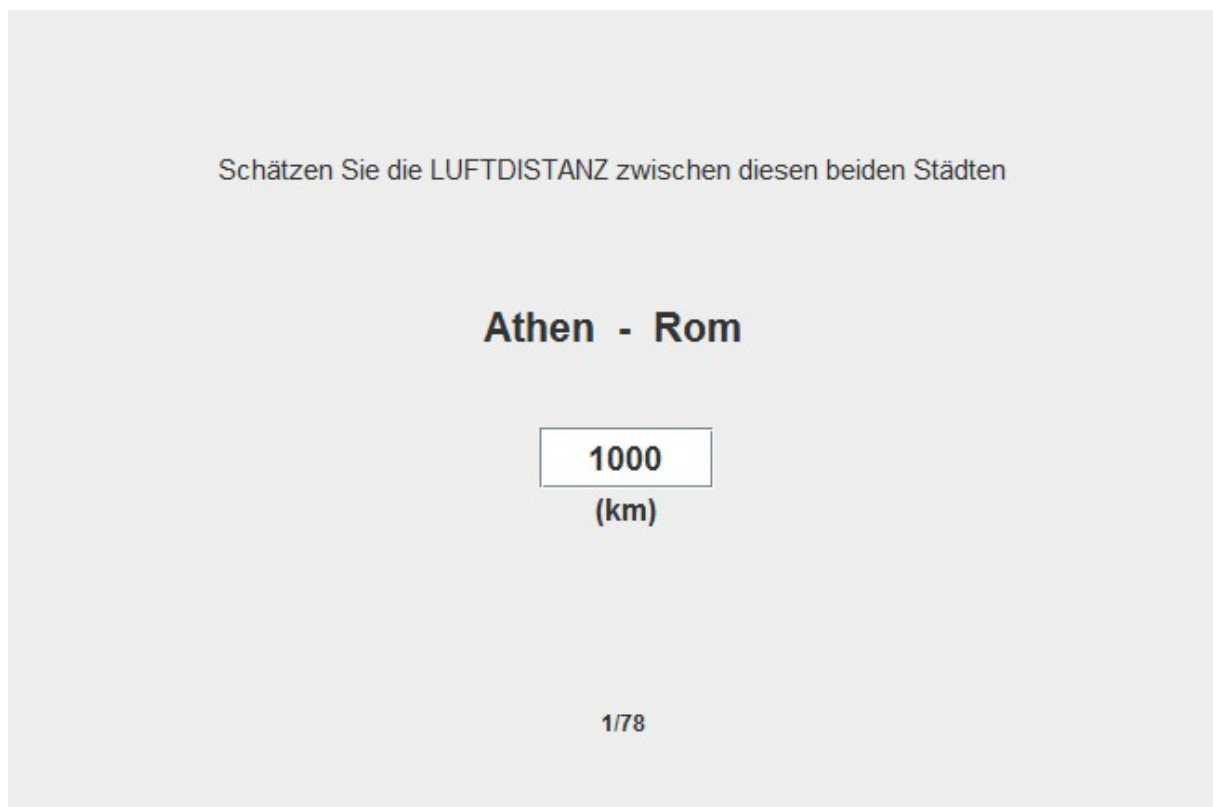 Schätzen Sie die LUFTDISTANZ zwischen diesen beiden Städten
Athen - Rom
1000
(km)
1/78